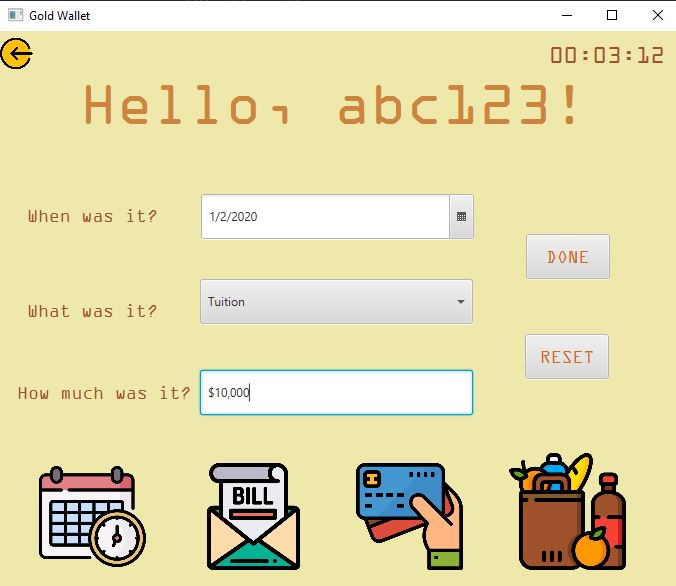 Gold Wallet
00:03:12
Hello, abc123!
When was it?
1/2/2020
DONE
What was it?
Tuition
RESET
How much was it?
$10,000
BILL